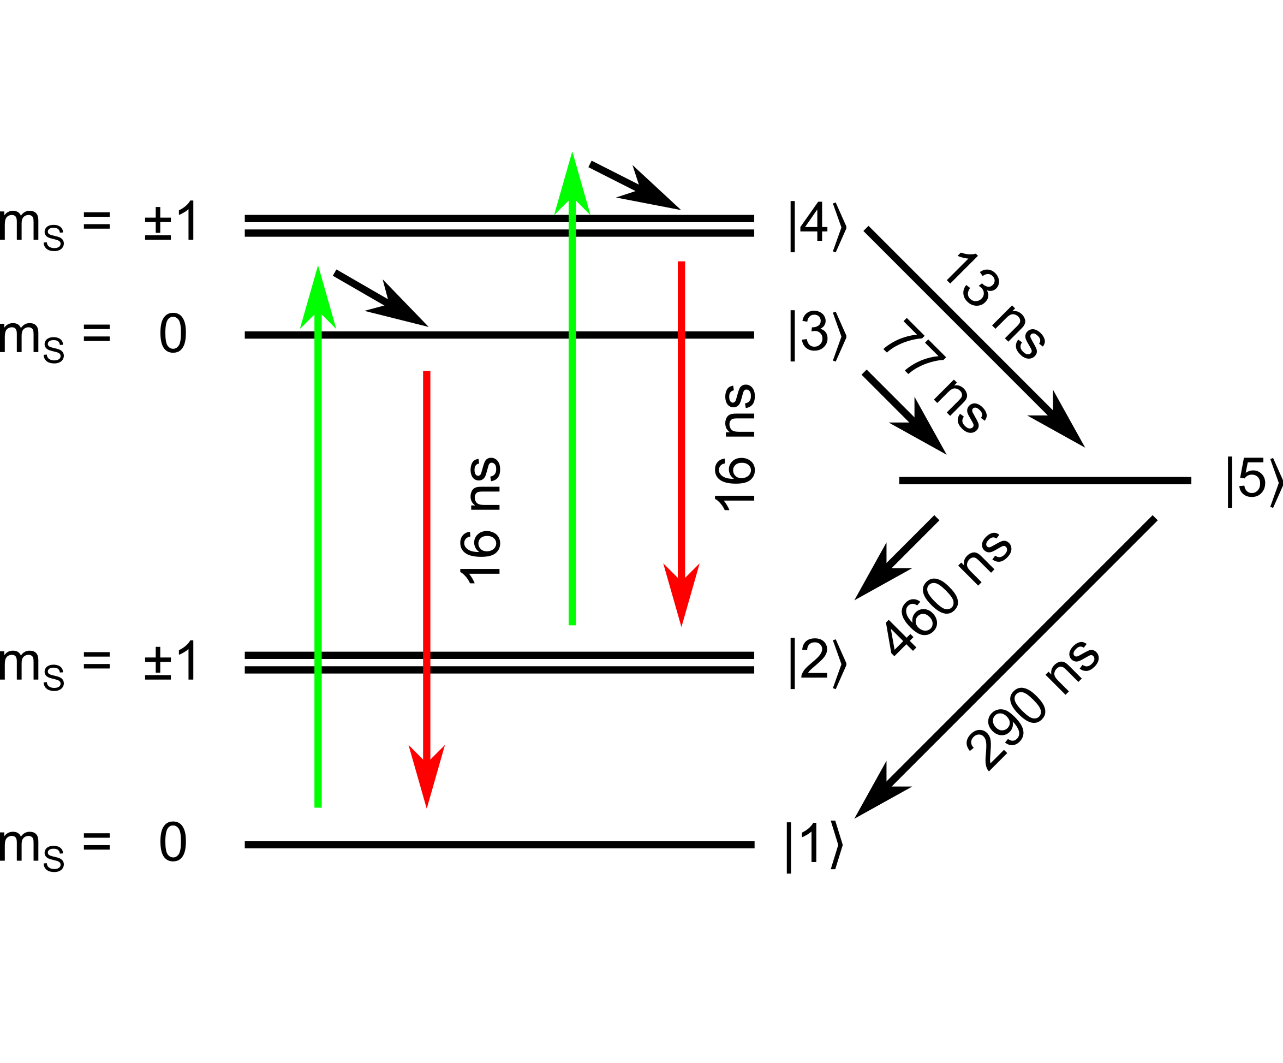 mS = ±1 |4⟩
13 ns
mS = 0 |3⟩
77 ns
16 ns
16 ns
|5⟩
460 ns
mS = ±1 |2⟩
290 ns
mS = 0 |1⟩